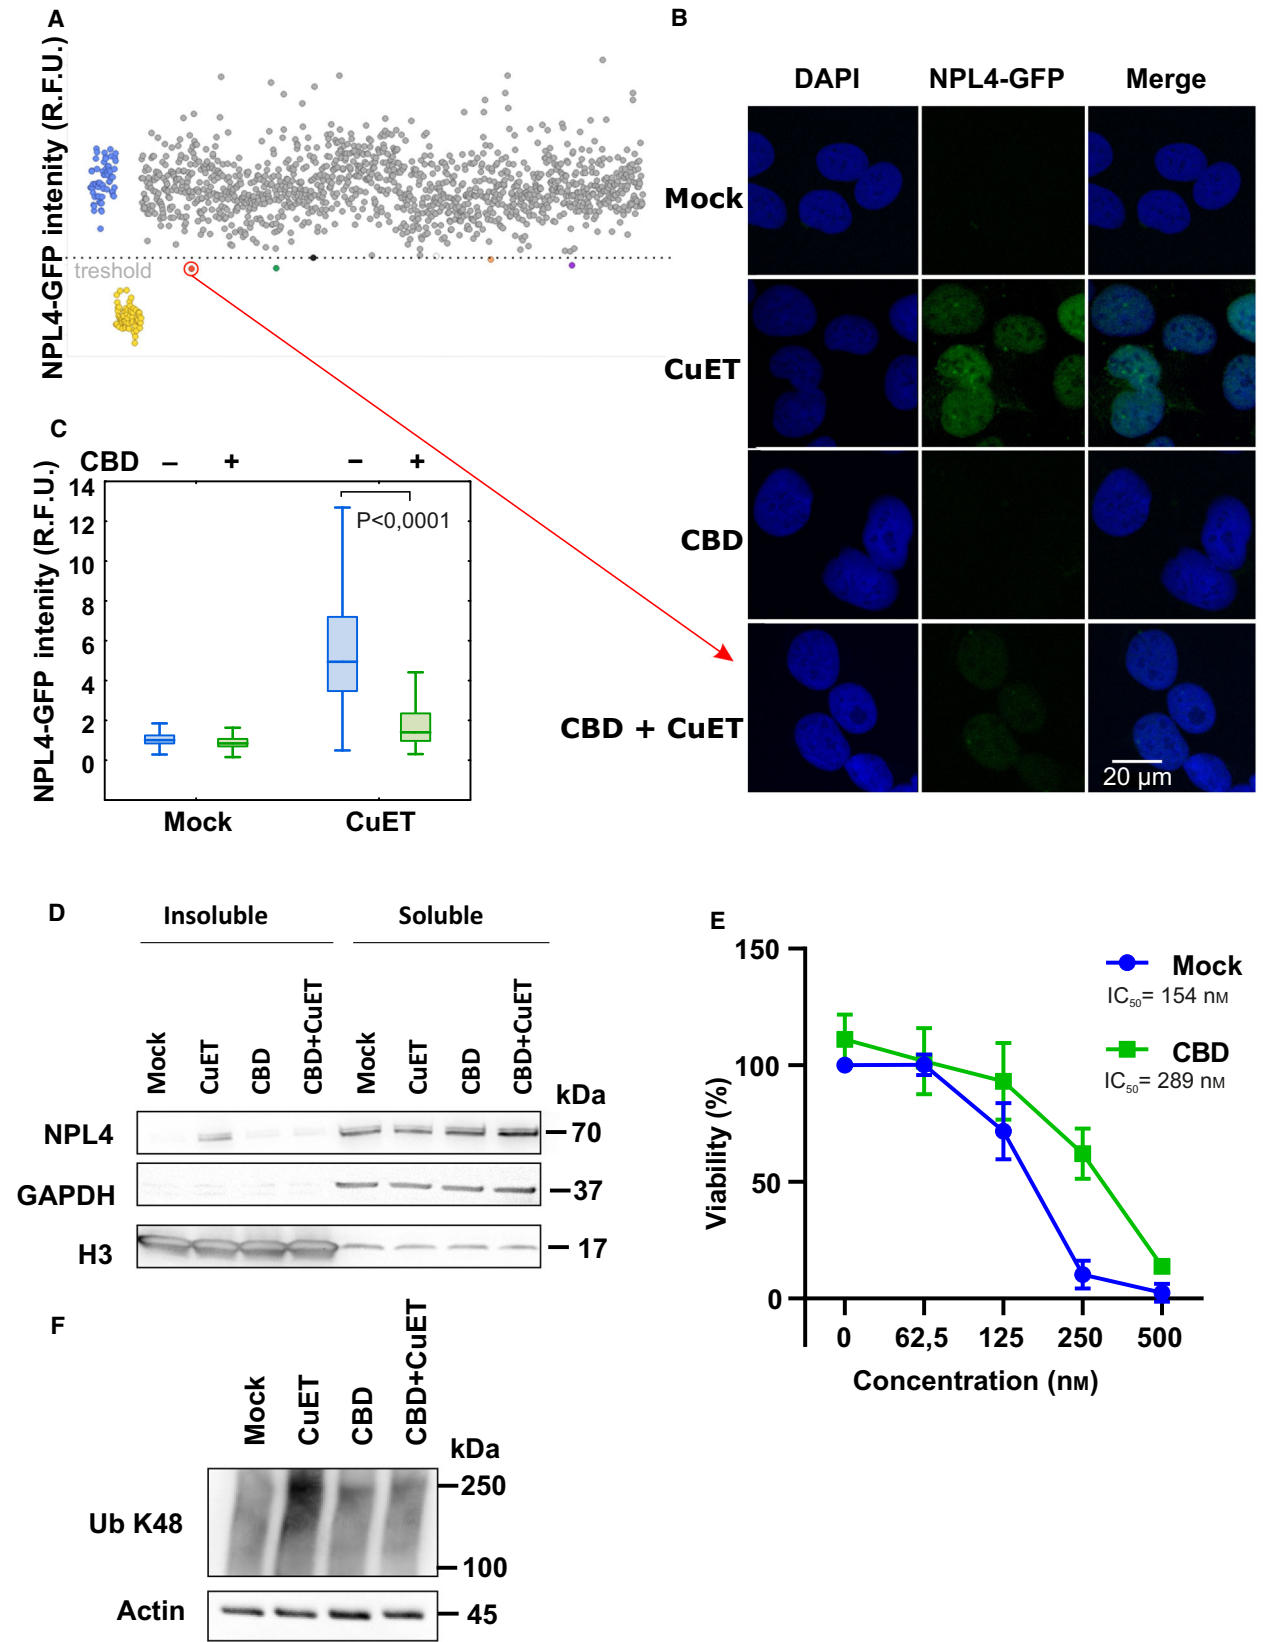 A
NPL4-GFP intenity (R.F.U.)
treshold
B
DAPI NPL4-GFP Merge
Mock
CuET
CBD
CBD + CuET
20 µm
C
CBD – + – +
NPL4-GFP intenity (R.F.U.)
14
12
10
8
6
4
2
0
P<0,0001
Mock CuET
D
Insoluble Soluble
Mock CuET CBD CBD+CuET Mock CuET CBD CBD+CuET
kDa
NPL4 70
GAPDH 37
H3 17
E
Viability (%)
150
100
50
0
Mock
IC50= 154 nM
CBD
IC50= 289 nM
0 62,5 125 250 500
Concentration (nM)
F
Mock CuET CBD CBD+CuET
kDa
250
Ub K48
100
Actin 45